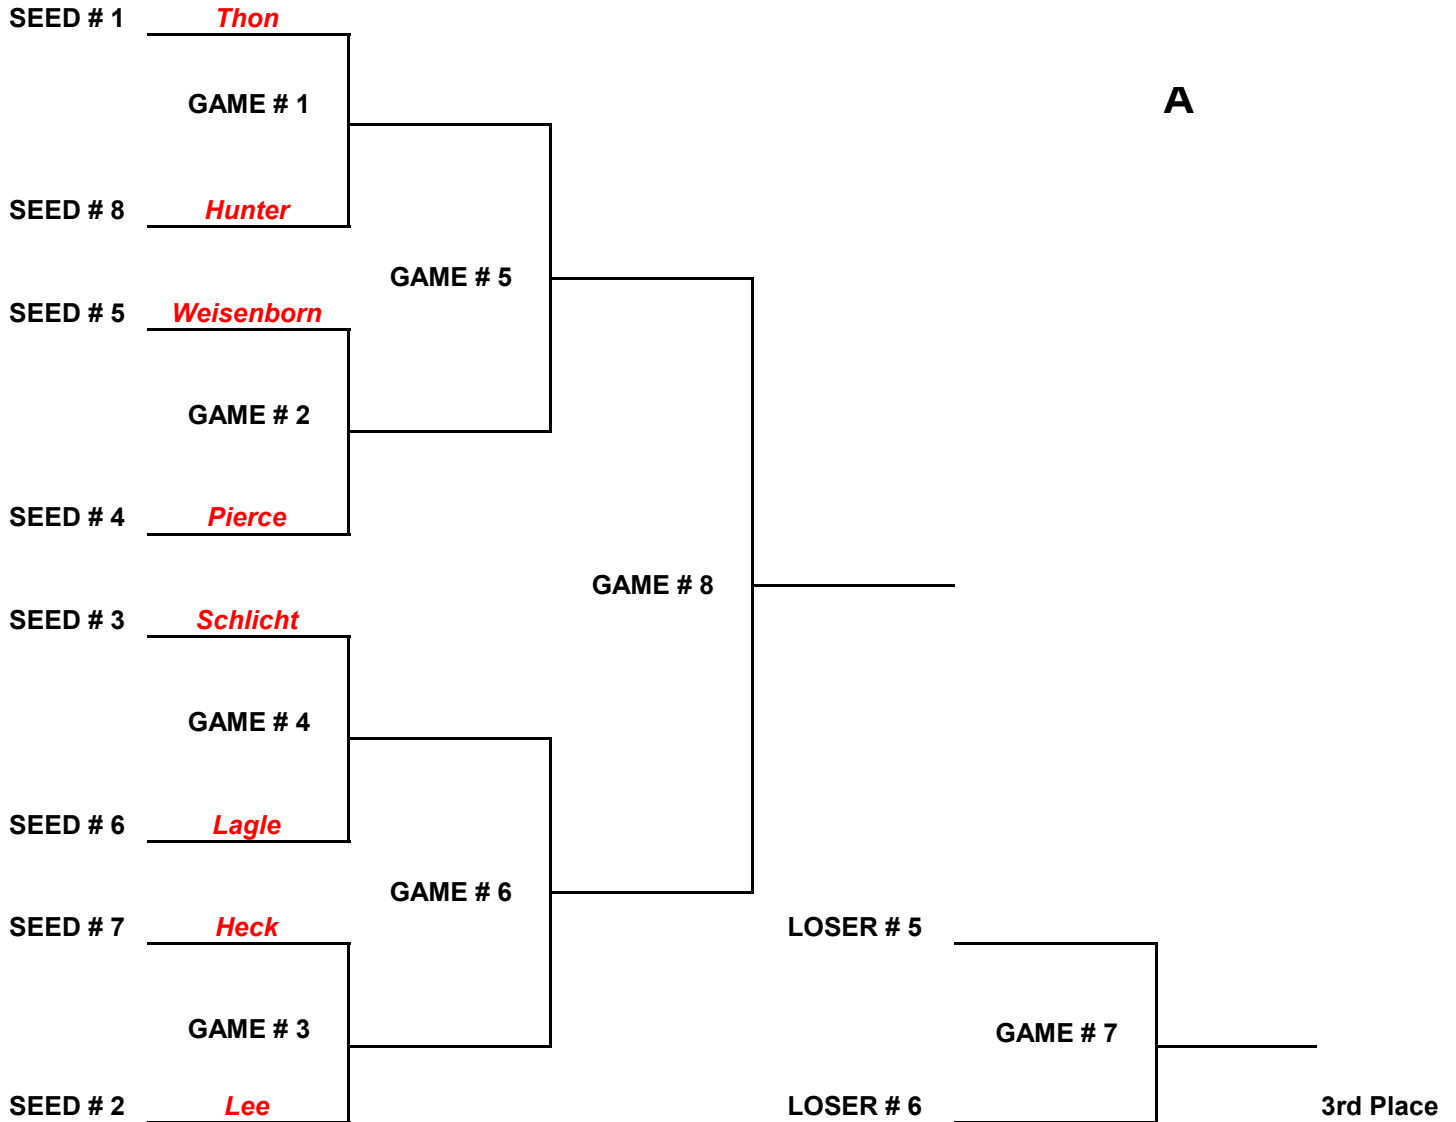 SEED # 1 Thon
GAME # 1
A
SEED # 8 Hunter
GAME # 5
SEED # 5 Weisenborn
GAME # 2
SEED # 4 Pierce
GAME # 8
SEED # 3 Schlicht
GAME # 4
SEED # 6 Lagle
GAME # 6
SEED # 7 Heck
LOSER # 5
GAME # 3
GAME # 7
SEED # 2 Lee
LOSER # 6
3rd Place